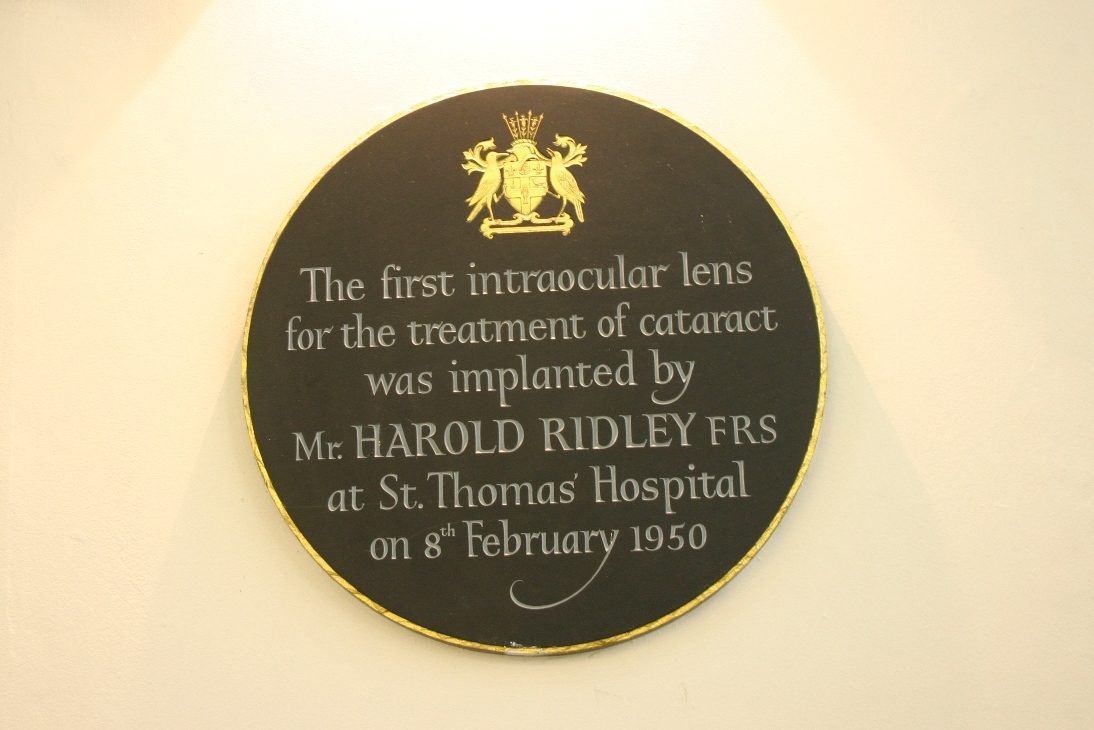 The first intraocular lens
for the treatment of cataract
was implanted by
Mr. HAROLD RIDLEY FRS
at St. Thomas' Hospital
on 8th February 1950